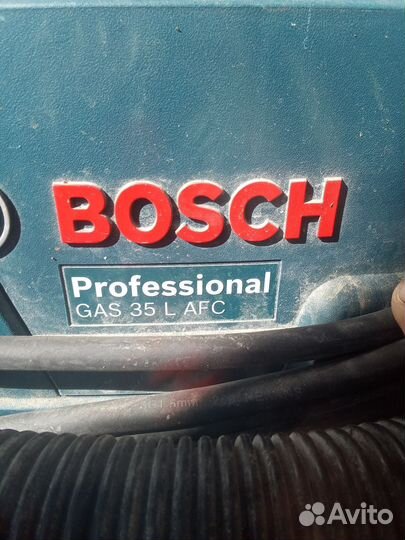 BOSCH
Professional
GAS 35 L AFC
Avito